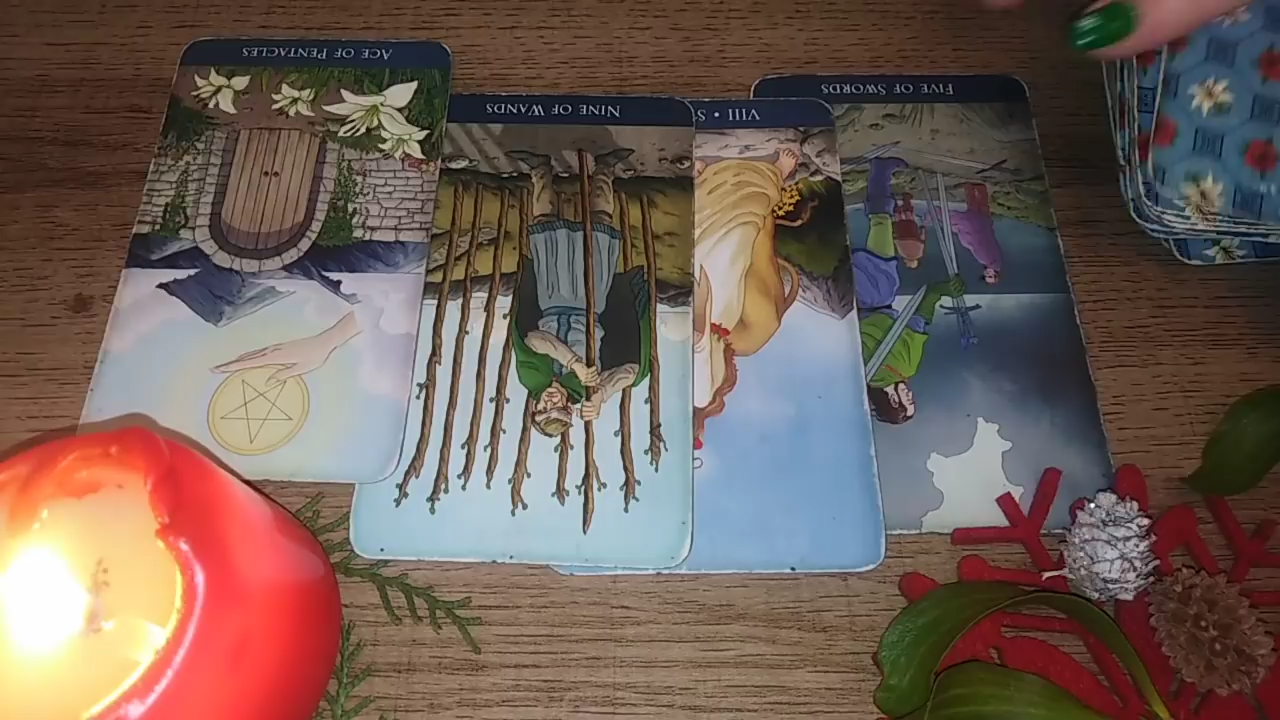 ACE OF PENTACLES
NINE OF WANDS
VIII • S
FIVE OF SWORDS